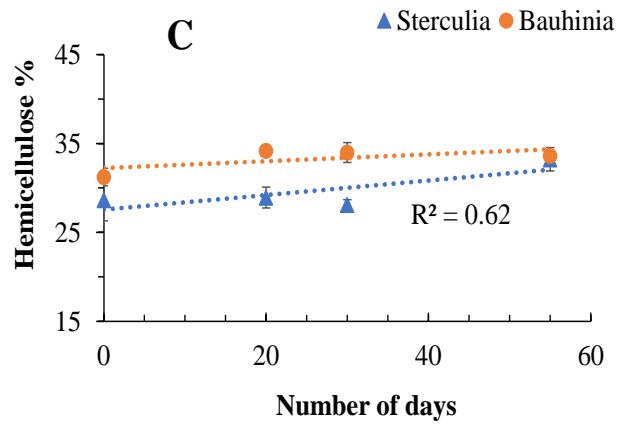 C
Sterculia Bauhinia
45
35
25
15
Hemicellulose %
R² = 0.62
0 20 40 60
Number of days